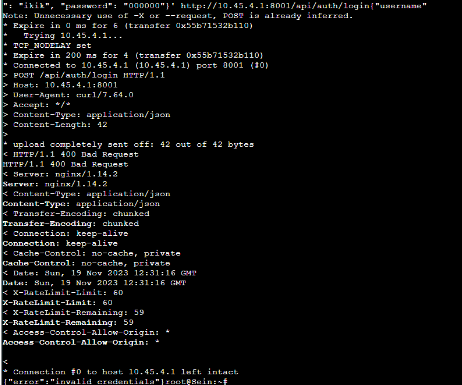 ": "ikik", "password": "000000"}' http://10.45.4.1:8001/api/auth/login{"username"
Note: Unnecessary use of -X or --request, POST is already inferred.
* Expire in 0 ms for 6 (transfer 0x55b71532b110)
*   Trying 10.45.4.1...
* TCP_NODELAY set
* Expire in 200 ms for 4 (transfer 0x55b71532b110)
* Connected to 10.45.4.1 (10.45.4.1) port 8001 (#0)
> POST /api/auth/login HTTP/1.1
> Host: 10.45.4.1:8001
> User-Agent: curl/7.64.0
> Accept: */*
> Content-Type: application/json
> Content-Length: 42
>
* upload completely sent off: 42 out of 42 bytes
< HTTP/1.1 400 Bad Request
HTTP/1.1 400 Bad Request
< Server: nginx/1.14.2
Server: nginx/1.14.2
< Content-Type: application/json
Content-Type: application/json
< Transfer-Encoding: chunked
Transfer-Encoding: chunked
< Connection: keep-alive
Connection: keep-alive
< Cache-Control: no-cache, private
Cache-Control: no-cache, private
< Date: Sun, 19 Nov 2023 12:31:16 GMT
Date: Sun, 19 Nov 2023 12:31:16 GMT
< X-RateLimit-Limit: 60
X-RateLimit-Limit: 60
< X-RateLimit-Remaining: 59
X-RateLimit-Remaining: 59
< Access-Control-Allow-Origin: *
Access-Control-Allow-Origin: *
<
* Connection #0 to host 10.45.4.1 left intact
{"error":"invalid credentials"}root@Sein:~#